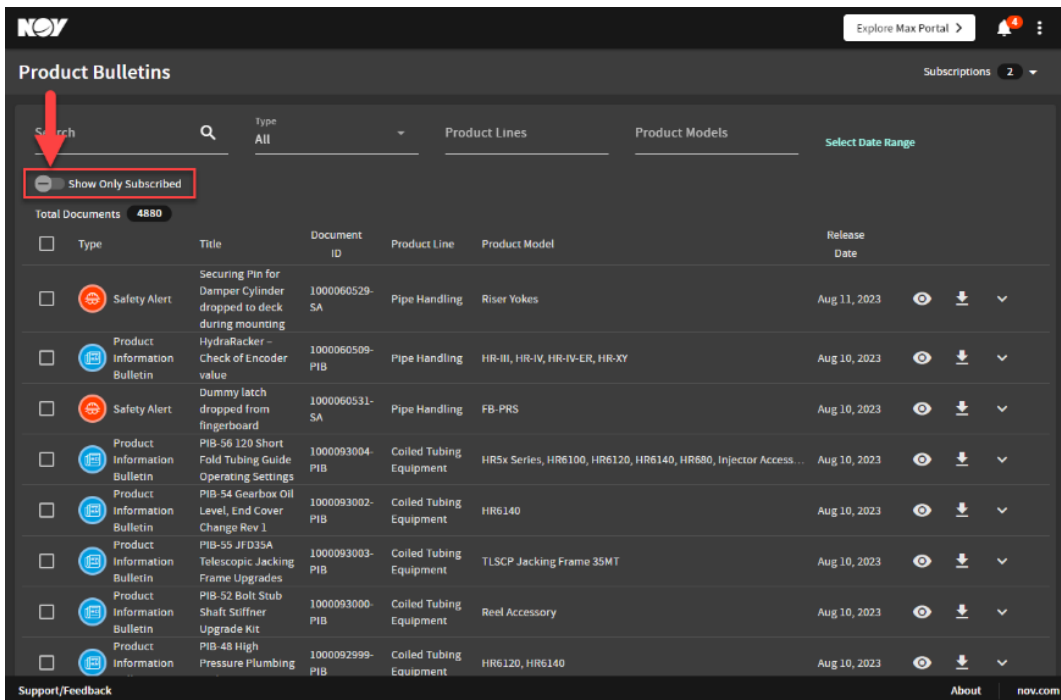 NOV
Explore Max Portal
4
Product Bulletins
Subscriptions 2
Search
Type
All
Product Lines
Product Models
Select Date Range
Show Only Subscribed
Total Documents 4880
Type
Title
Document
ID
Product Line
Product Model
Release
Date
Safety Alert
Securing Pin for
Damper Cylinder
dropped to deck
during mounting
1000060529-
SA
Pipe Handling
Riser Yokes
Aug 11, 2023
Product
Information
Bulletin
HydraRacker –
Check of Encoder
value
1000060509-
PIB
Pipe Handling
HR-III, HR-IV, HR-IV-ER, HR-XY
Aug 10, 2023
Safety Alert
Dummy latch
dropped from
fingerboard
1000060531-
SA
Pipe Handling
FB-PRS
Aug 10, 2023
Product
Information
Bulletin
PIB-56 120 Short
Fold Tubing Guide
Operating Settings
1000093004-
PIB
Coiled Tubing
Equipment
HR5x Series, HR6100, HR6120, HR6140, HR680, Injector Access...
Aug 10, 2023
Product
Information
Bulletin
PIB-54 Gearbox Oil
Level, End Cover
Change Rev 1
1000093002-
PIB
Coiled Tubing
Equipment
HR6140
Aug 10, 2023
Product
Information
Bulletin
PIB-55 JFD35A
Telescopic Jacking
Frame Upgrades
1000093003-
PIB
Coiled Tubing
Equipment
TLSCP Jacking Frame 35MT
Aug 10, 2023
Product
Information
Bulletin
PIB-52 Bolt Stub
Shaft Stiffner
Upgrade Kit
1000093000-
PIB
Coiled Tubing
Equipment
Reel Accessory
Aug 10, 2023
Product
Information
PIB-48 High
Pressure Plumbing
1000092999-
PIB
Coiled Tubing
Equipment
HR6120, HR6140
Aug 10, 2023
Support/Feedback
About
nov.com